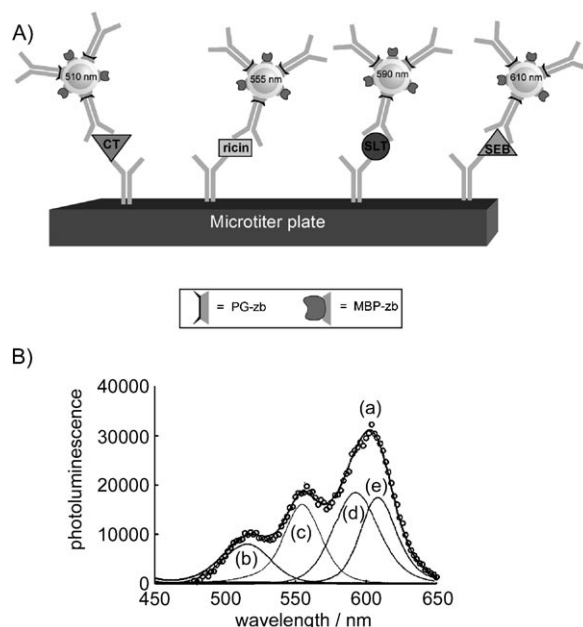 A)
510 nm
555 nm
590 nm
610 nm
CT
ricin
SLT
SEB
Microtiter plate
= PG-zb
= MBP-zb
B)
photoluminescence
40000
30000
20000
10000
0
(a)
(b)
(c)
(d)
(e)
450 500 550 600 650
wavelength / nm